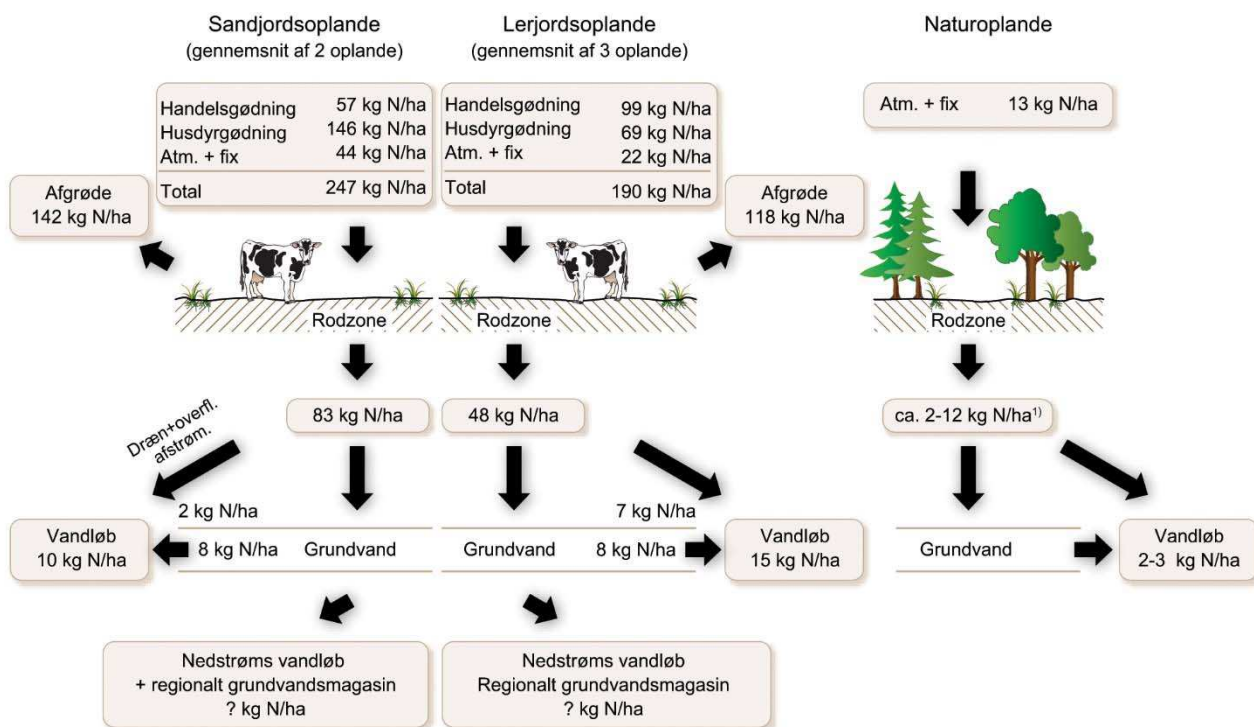 Sandjordsoplande
(gennemsnit af 2 oplande)
Handelsgødning 57 kg N/ha
Husdyrgødning 146 kg N/ha
Atm. + fix 44 kg N/ha
Total 247 kg N/ha
Afgrøde
142 kg N/ha
Rodzone
83 kg N/ha
Dræn+overfl.
afstrøm.
2 kg N/ha
Vandløb
10 kg N/ha
8 kg N/ha
Grundvand
Nedstrøms vandløb
+ regionalt grundvandsmagasin
? kg N/ha
Lerjordsoplande
(gennemsnit af 3 oplande)
Handelsgødning 99 kg N/ha
Husdyrgødning 69 kg N/ha
Atm. + fix 22 kg N/ha
Total 190 kg N/ha
Afgrøde
118 kg N/ha
Rodzone
48 kg N/ha
7 kg N/ha
Grundvand
8 kg N/ha
Vandløb
15 kg N/ha
Nedstrøms vandløb
Regionalt grundvandsmagasin
? kg N/ha
Naturoplande
Atm. + fix 13 kg N/ha
Rodzone
ca. 2-12 kg N/ha¹⁾
Grundvand
Vandløb
2-3 kg N/ha